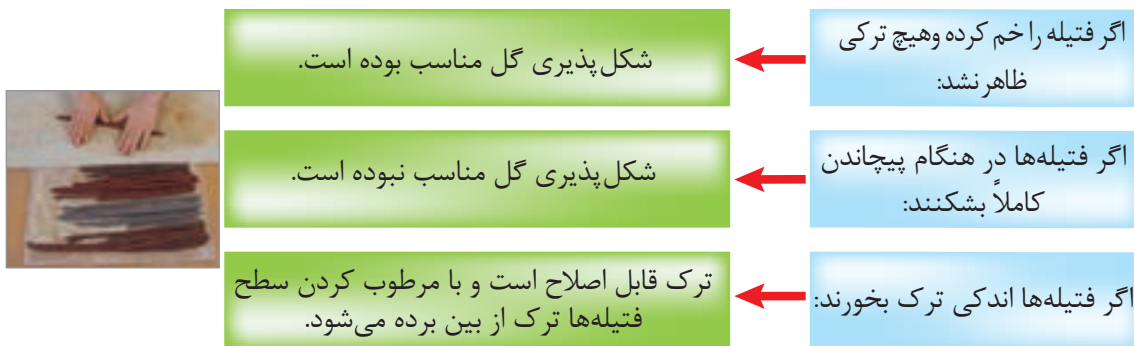 اگر فتیله را خم کرده وهیچ ترکی
ظاهرنشد:
شکل‌پذیری گل مناسب بوده است.
اگر فتیله‌ها در هنگام پیچاندن
کاملاً بشکنند:
شکل‌پذیری گل مناسب نبوده است.
اگر فتیله‌ها اندکی ترک بخورند:
ترک قابل اصلاح است و با مرطوب کردن سطح
فتیله‌ها ترک از بین برده می‌شود.